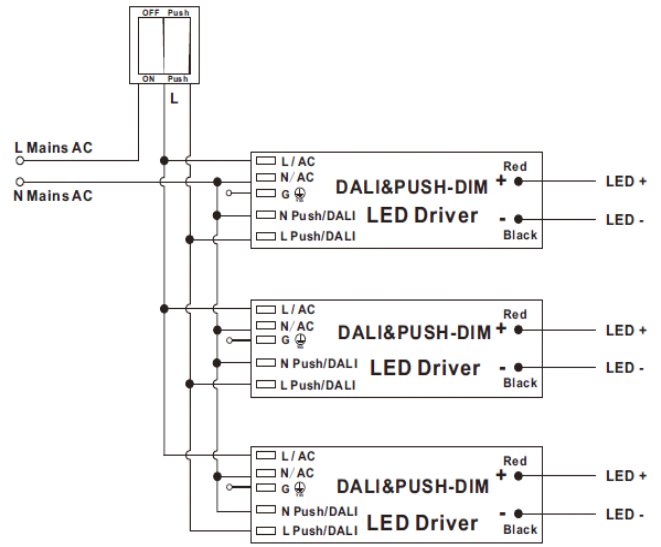 OFF Push
ON Push
L
L Mains AC
N Mains AC
L/AC
N/AC
G
N Push/DALI
L Push/DALI
DALI&PUSH-DIM
LED Driver
Red
+
-
Black
LED +
LED -
L/AC
N/AC
G
N Push/DALI
L Push/DALI
DALI&PUSH-DIM
LED Driver
Red
+
-
Black
LED +
LED -
L/AC
N/AC
G
N Push/DALI
L Push/DALI
DALI&PUSH-DIM
LED Driver
Red
+
-
Black
LED +
LED -